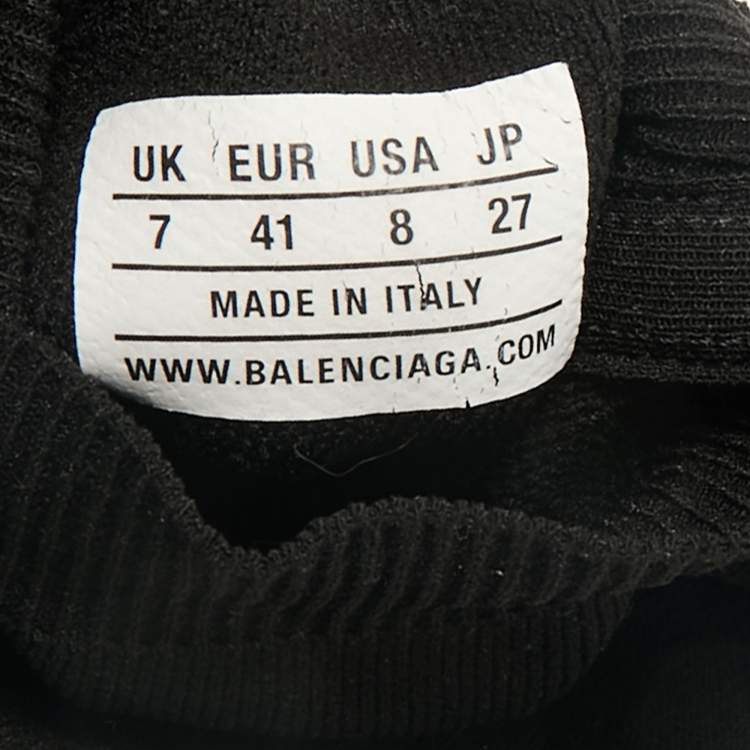 UK EUR USA JP
7 41 8 27
MADE IN ITALY
WWW.BALENCIAGA.COM